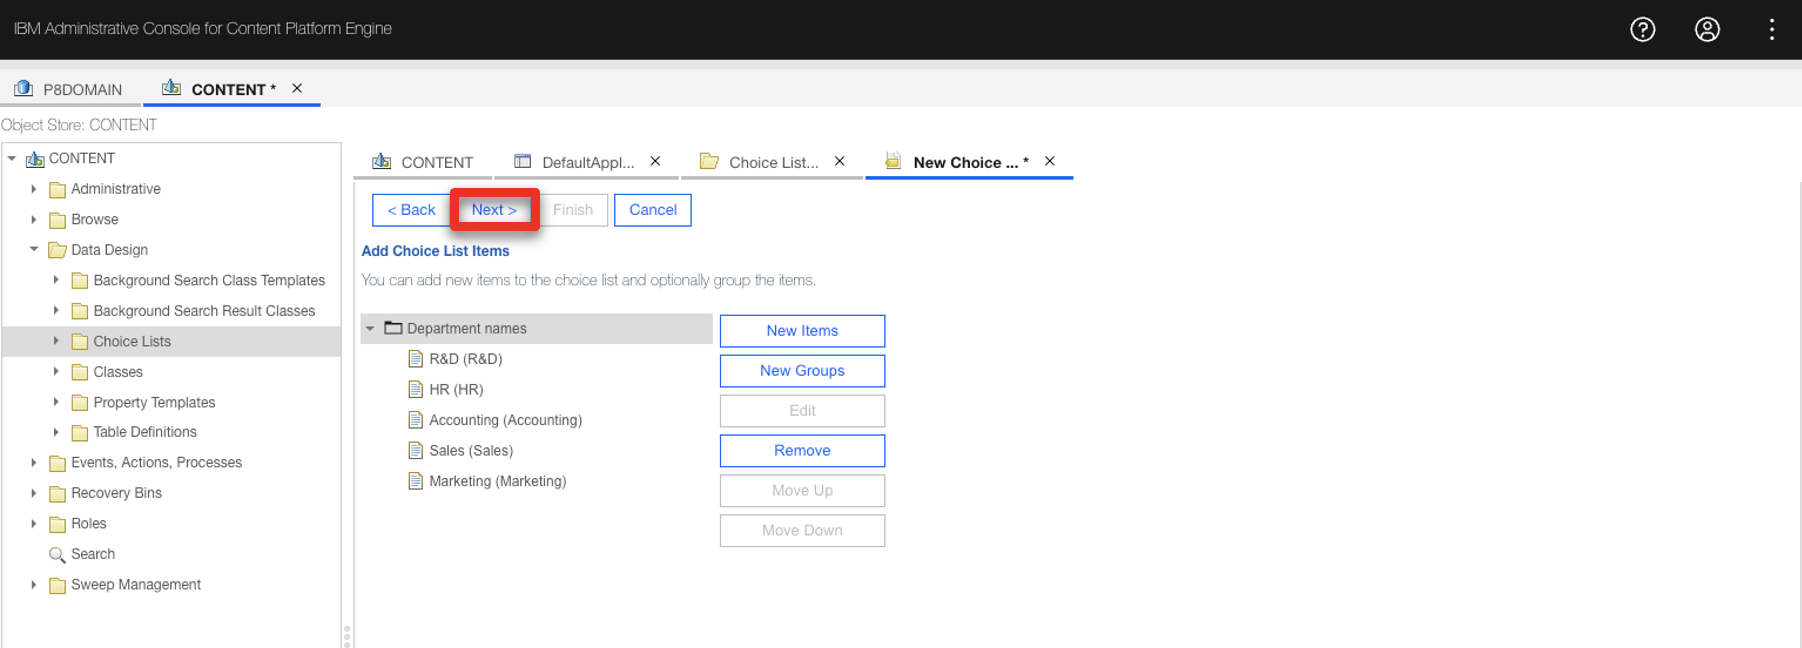 IBM Administrative Console for Content Platform Engine
P8DOMAIN
CONTENT *
Object Store: CONTENT
CONTENT
Administrative
Browse
Data Design
Background Search Class Templates
Background Search Result Classes
Choice Lists
Classes
Property Templates
Table Definitions
Events, Actions, Processes
Recovery Bins
Roles
Search
Sweep Management
CONTENT
DefaultAppl...
Choice List...
New Choice ... *
< Back
Next >
Finish
Cancel
Add Choice List Items
You can add new items to the choice list and optionally group the items.
Department names
R&D (R&D)
HR (HR)
Accounting (Accounting)
Sales (Sales)
Marketing (Marketing)
New Items
New Groups
Edit
Remove
Move Up
Move Down